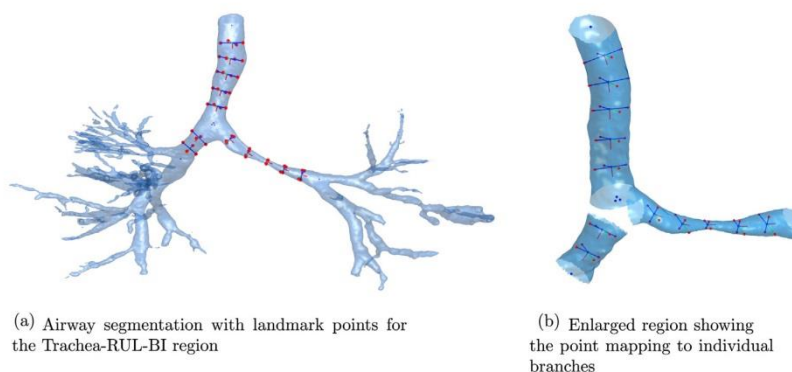 (a) Airway segmentation with landmark points for
the Trachea-RUL-BI region
(b) Enlarged region showing
the point mapping to individual
branches